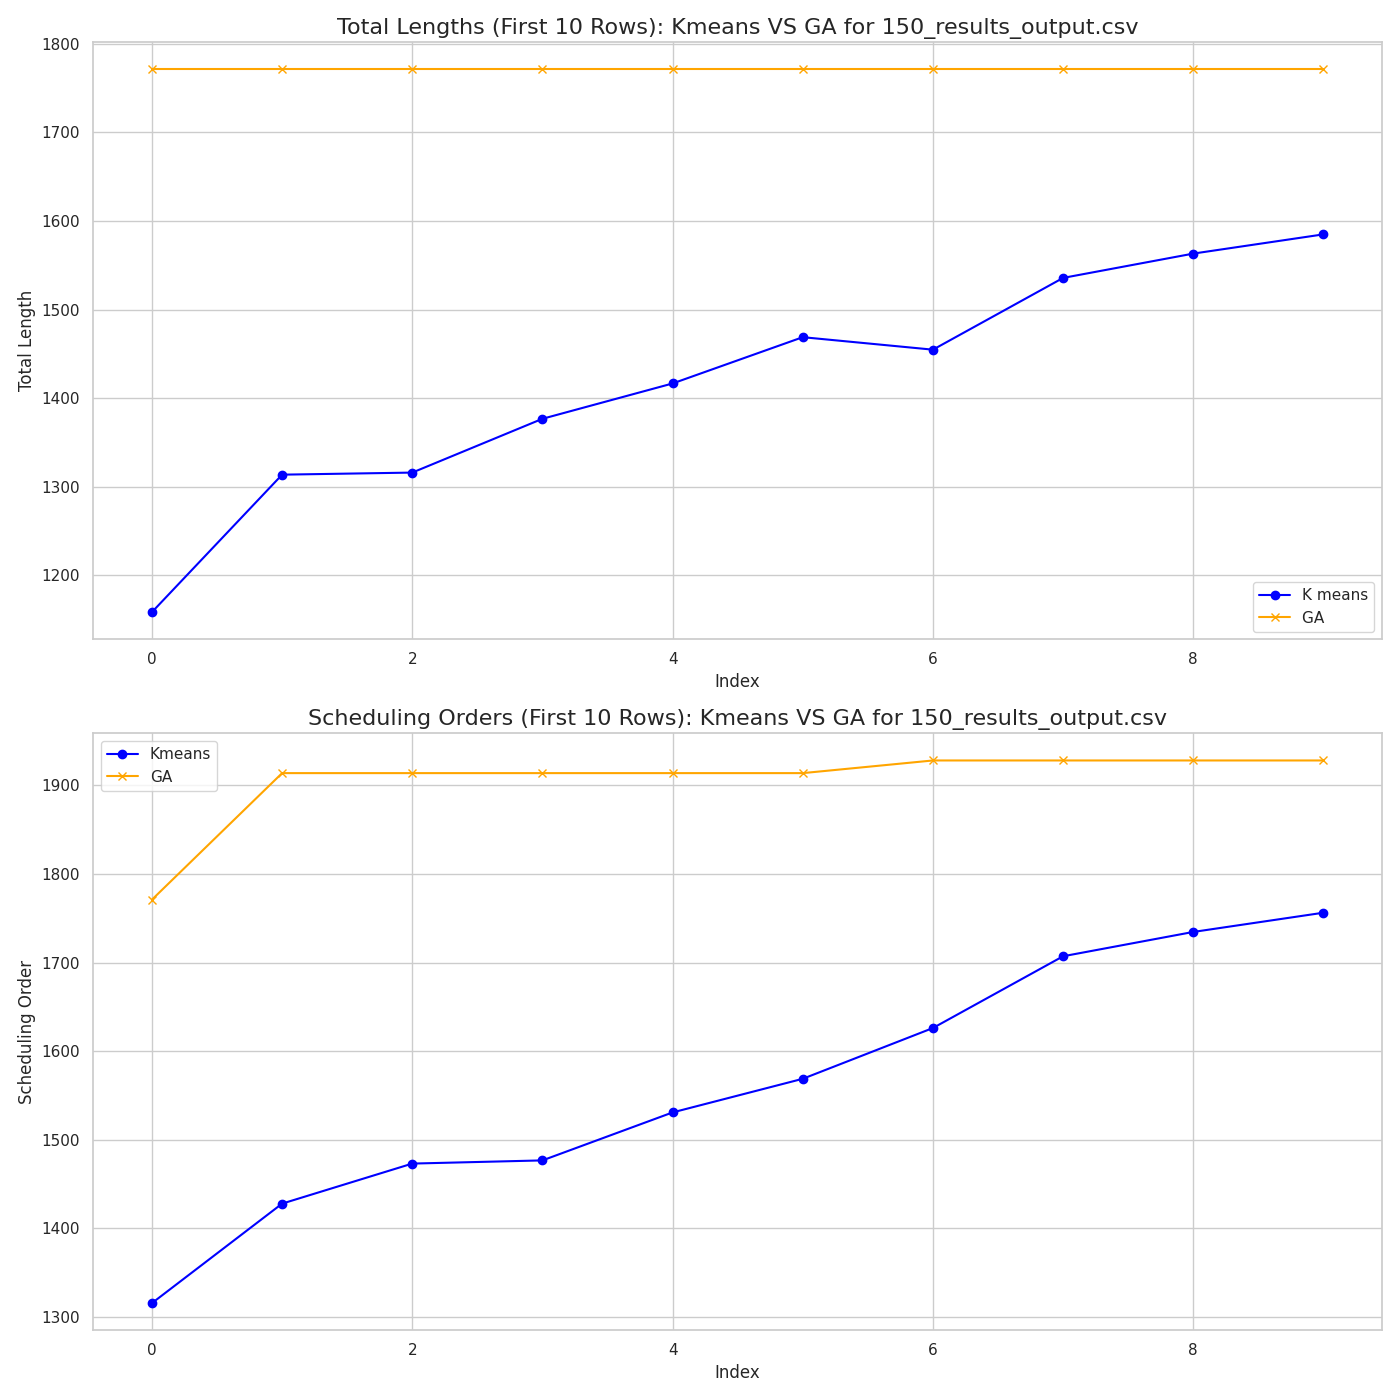 Total Lengths (First 10 Rows): Kmeans VS GA for 150_results_output.csv
1800
1700
1600
1500
1400
1300
1200
Total Length
K means
GA
0 2 4 6 8
Index
Scheduling Orders (First 10 Rows): Kmeans VS GA for 150_results_output.csv
Kmeans
GA
1900
1800
1700
1600
1500
1400
1300
Scheduling Order
0 2 4 6 8
Index